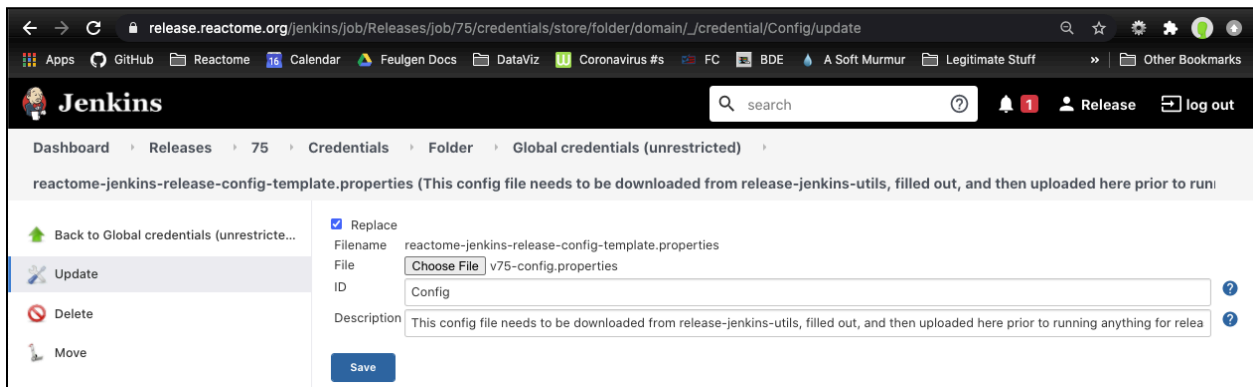 release.reactome.org/jenkins/job/Releases/job/75/credentials/store/folder/domain/_/credential/Config/update
Apps GitHub Reactome 16 Calendar Feulgen Docs DataViz Coronavirus #s FC BDE A Soft Murmur Legitimate Stuff » Other Bookmarks
Jenkins search 1 Release log out
Dashboard Releases 75 Credentials Folder Global credentials (unrestricted)
reactome-jenkins-release-config-template.properties (This config file needs to be downloaded from release-jenkins-utils, filled out, and then uploaded here prior to run
Back to Global credentials (unrestricte...
Update
Delete
Move
Replace
Filename reactome-jenkins-release-config-template.properties
File Choose File v75-config.properties
ID Config
Description This config file needs to be downloaded from release-jenkins-utils, filled out, and then uploaded here prior to running anything for relea
Save